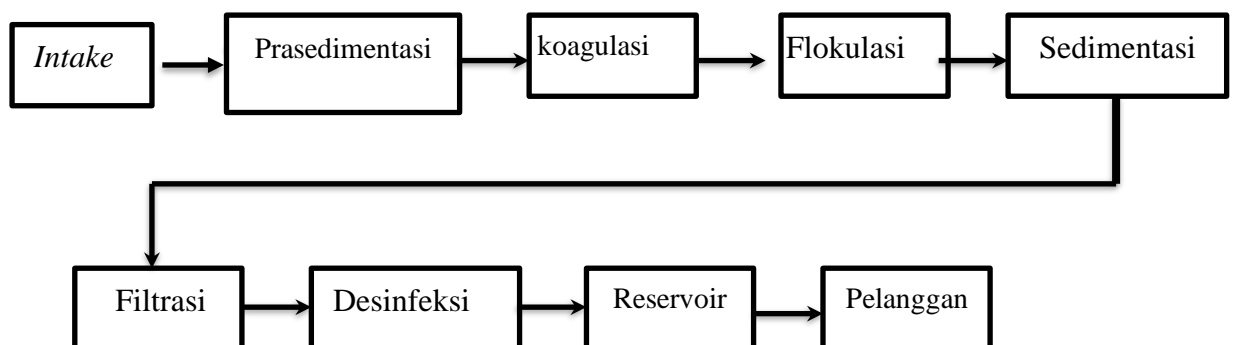 Intake
Prasedimentasi
koagulasi
Flokulasi
Sedimentasi
Filtrasi
Desinfeksi
Reservoir
Pelanggan